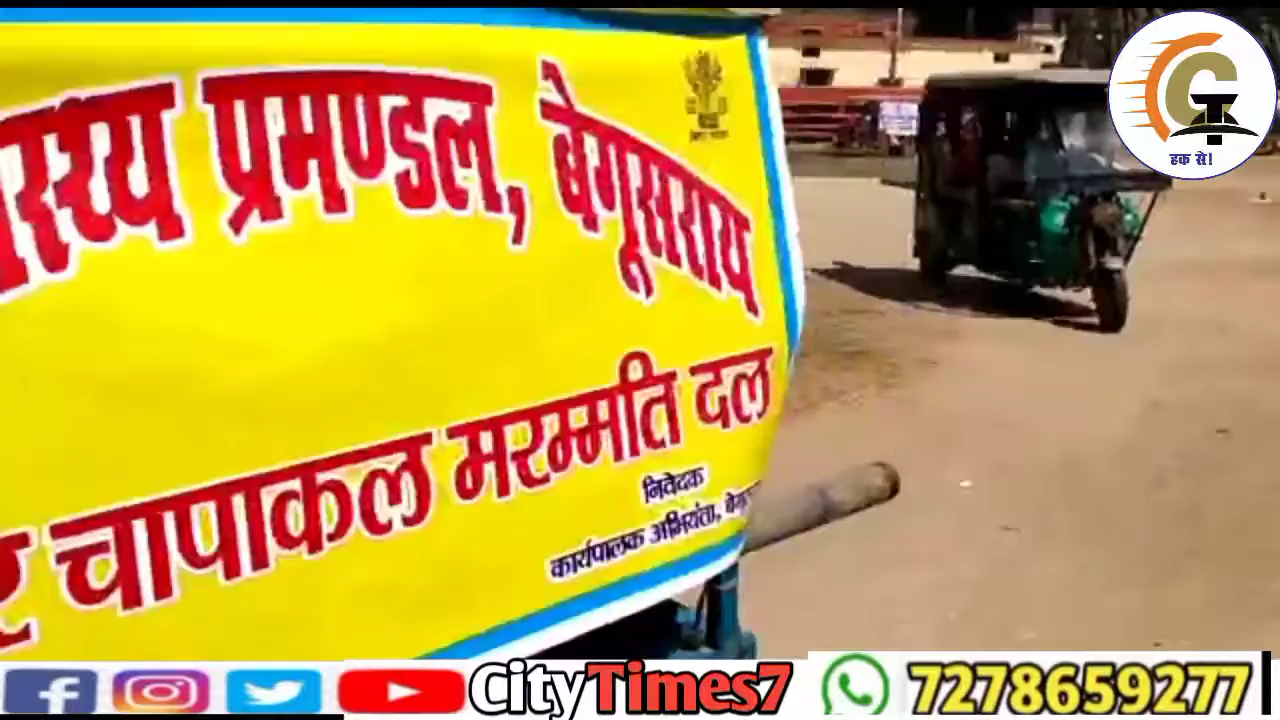 प्रमण्डल, बेगूसराय
चापाकल मरम्मति दल
निवेदक
कार्यपालक अभियंता,
हक से!
CityTimes7
7278659277